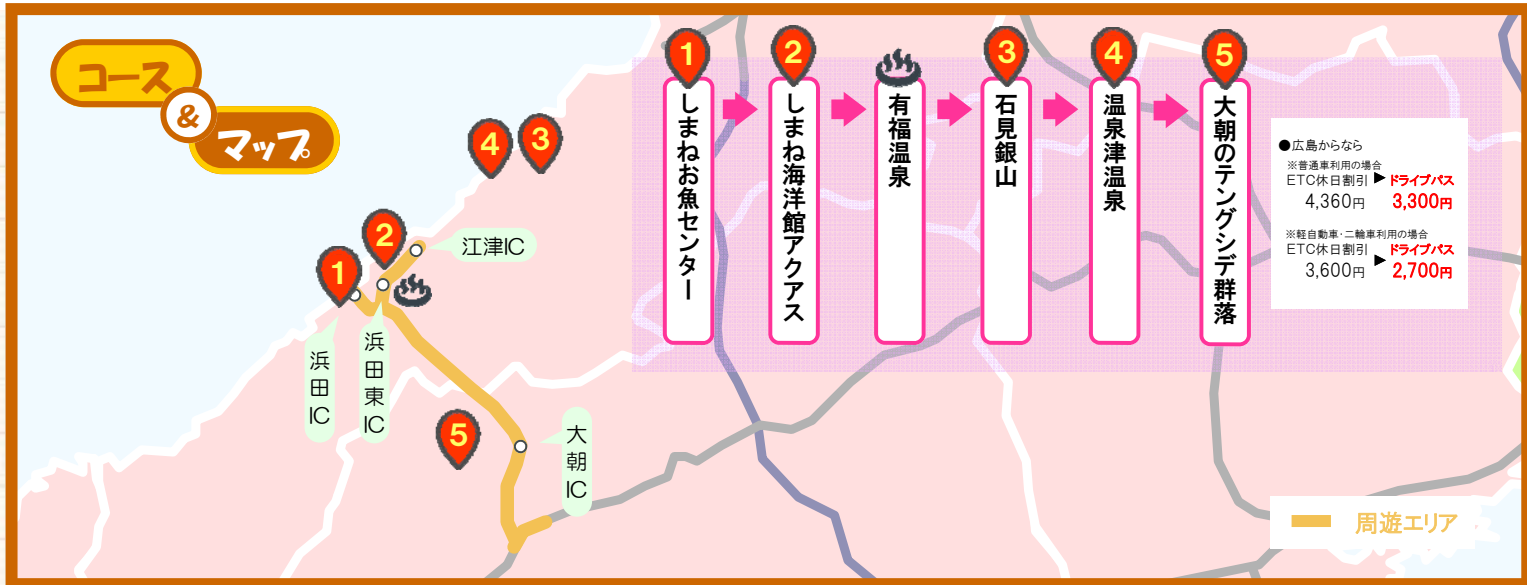 コース
&
マップ
1
しまねお魚センター
2
しまね海洋館アクアス
有福温泉
3
石見銀山
4
温泉津温泉
5
大朝のテングシデ群落
●広島からなら
※普通車利用の場合
ETC休日割引▶ドライブパス
4,360円 3,300円
※軽自動車・二輪車利用の場合
ETC休日割引▶ドライブパス
3,600円 2,700円
4
3
2
江津IC
1
浜田IC
浜田東IC
5
大朝IC
周遊エリア